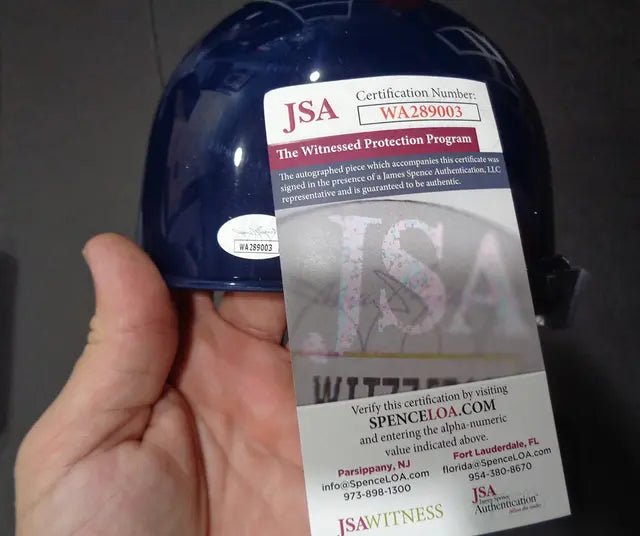 JSA
Certification Number:
WA289003
The Witnessed Protection Program
The autographed piece which accompanies this certificate was
signed in the presence of a James Spence Authentication, LLC
representative and is guaranteed to be authentic.
WA289003
JSA
Verify this certification by visiting
SPENCELOA.COM
and entering the alpha-numeric
value indicated above.
Parsippany, NJ
info@SpenceLOA.com
973-898-1300
Fort Lauderdale, FL
florida@SpenceLOA.com
954-380-8670
JSAWITNESS
JSA
James Spence
Authentication